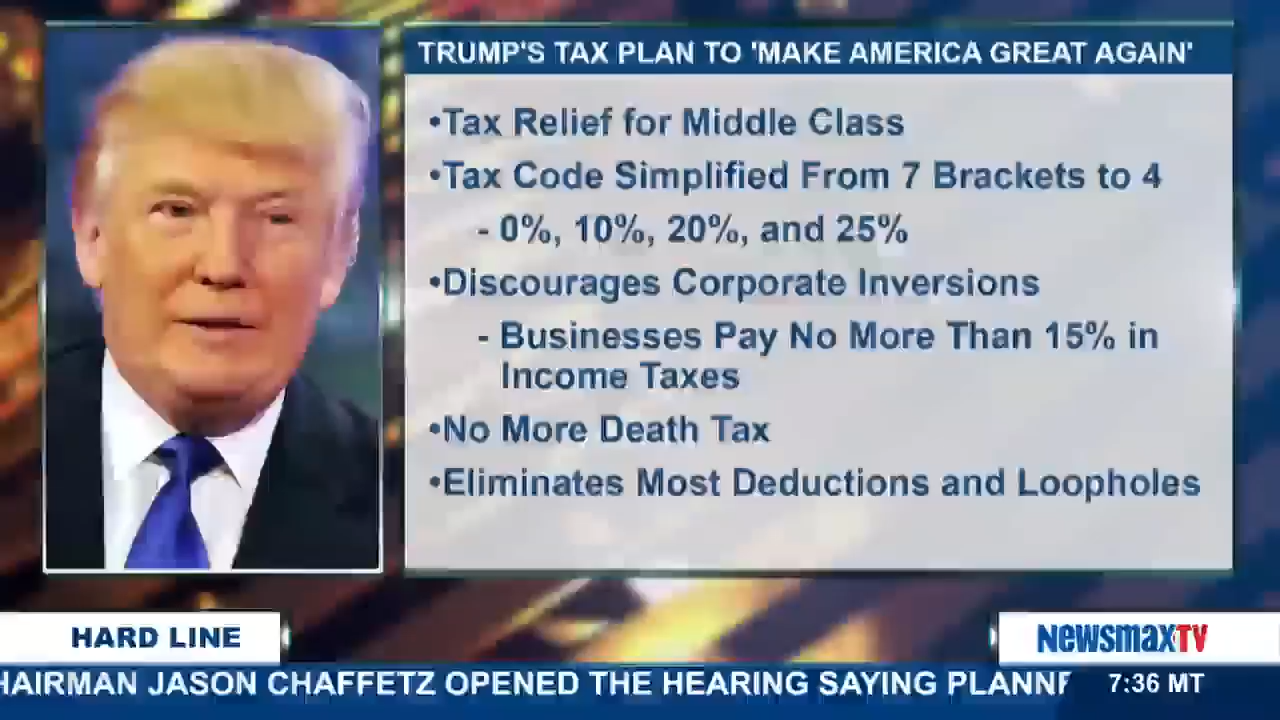 TRUMP'S TAX PLAN TO 'MAKE AMERICA GREAT AGAIN'
•Tax Relief for Middle Class
•Tax Code Simplified From 7 Brackets to 4
- 0%, 10%, 20%, and 25%
•Discourages Corporate Inversions
- Businesses Pay No More Than 15% in
Income Taxes
•No More Death Tax
•Eliminates Most Deductions and Loopholes
HARD LINE
NEWSMAXTV
HAIRMAN JASON CHAFFETZ OPENED THE HEARING SAYING PLANN
7:36 MT